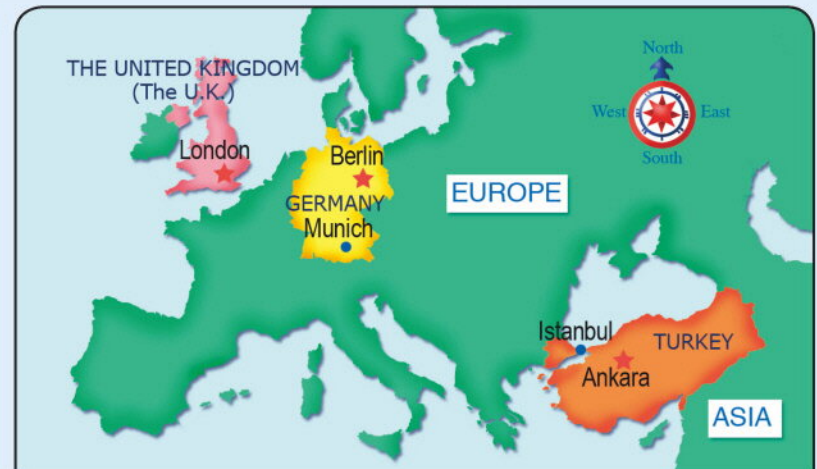 THE UNITED KINGDOM
(The U.K.)
London
Berlin
GERMANY
Munich
EUROPE
North
West
East
South
Istanbul
TURKEY
Ankara
ASIA